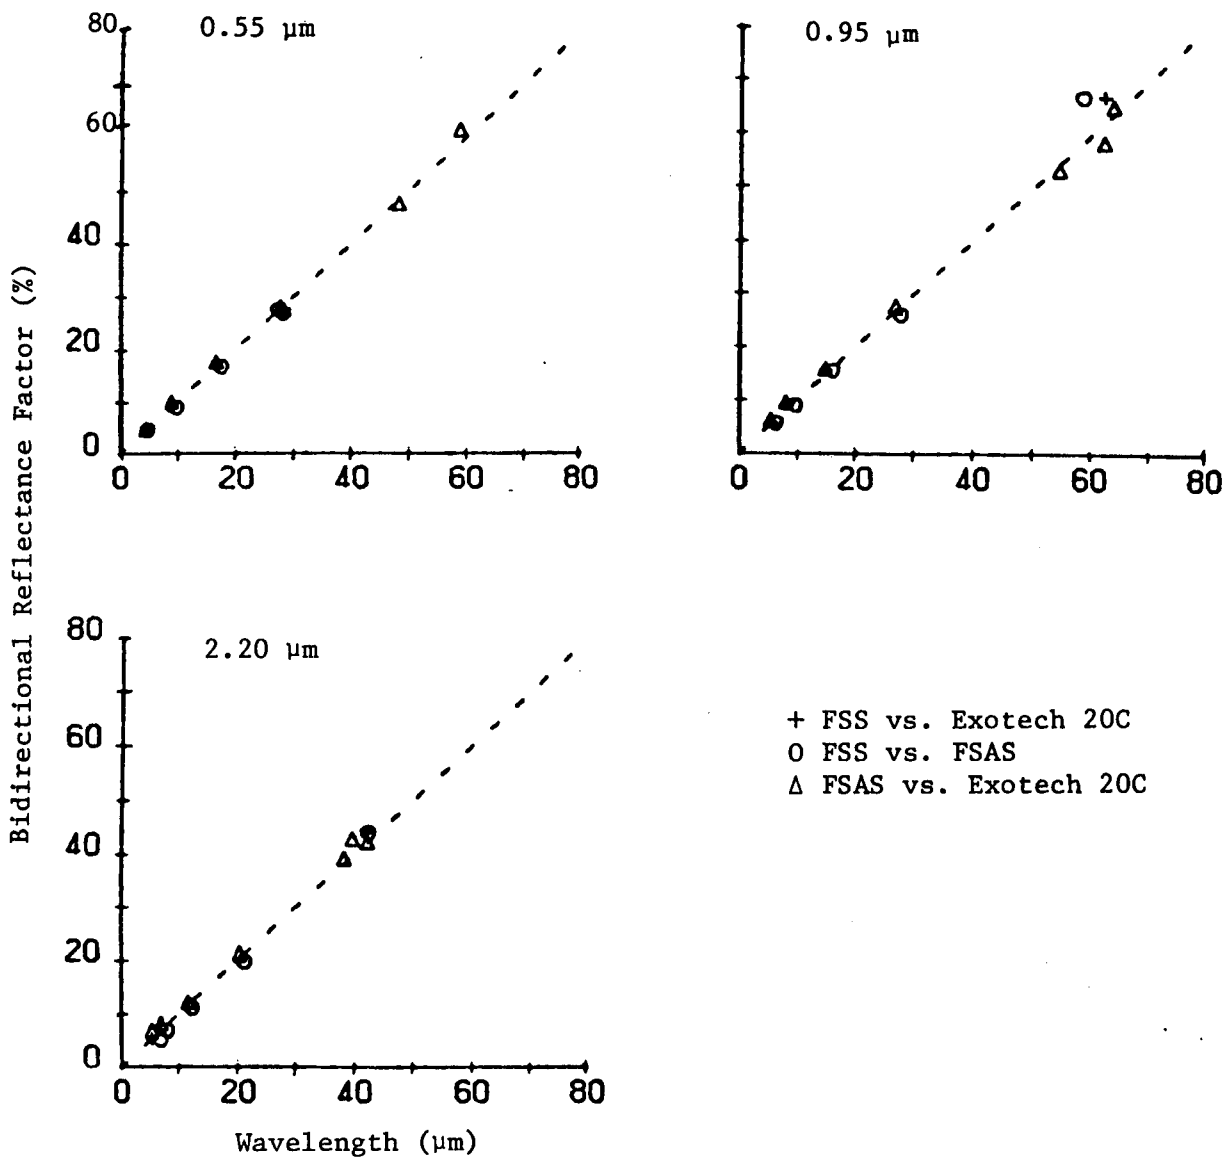 0.55 μm
80
60
40
20
0
0 20 40 60 80
0.95 μm
0 20 40 60 80
Bidirectional Reflectance Factor (%)
2.20 μm
80
60
40
20
0
0 20 40 60 80
Wavelength (μm)
+ FSS vs. Exotech 20C
O FSS vs. FSAS
Δ FSAS vs. Exotech 20C